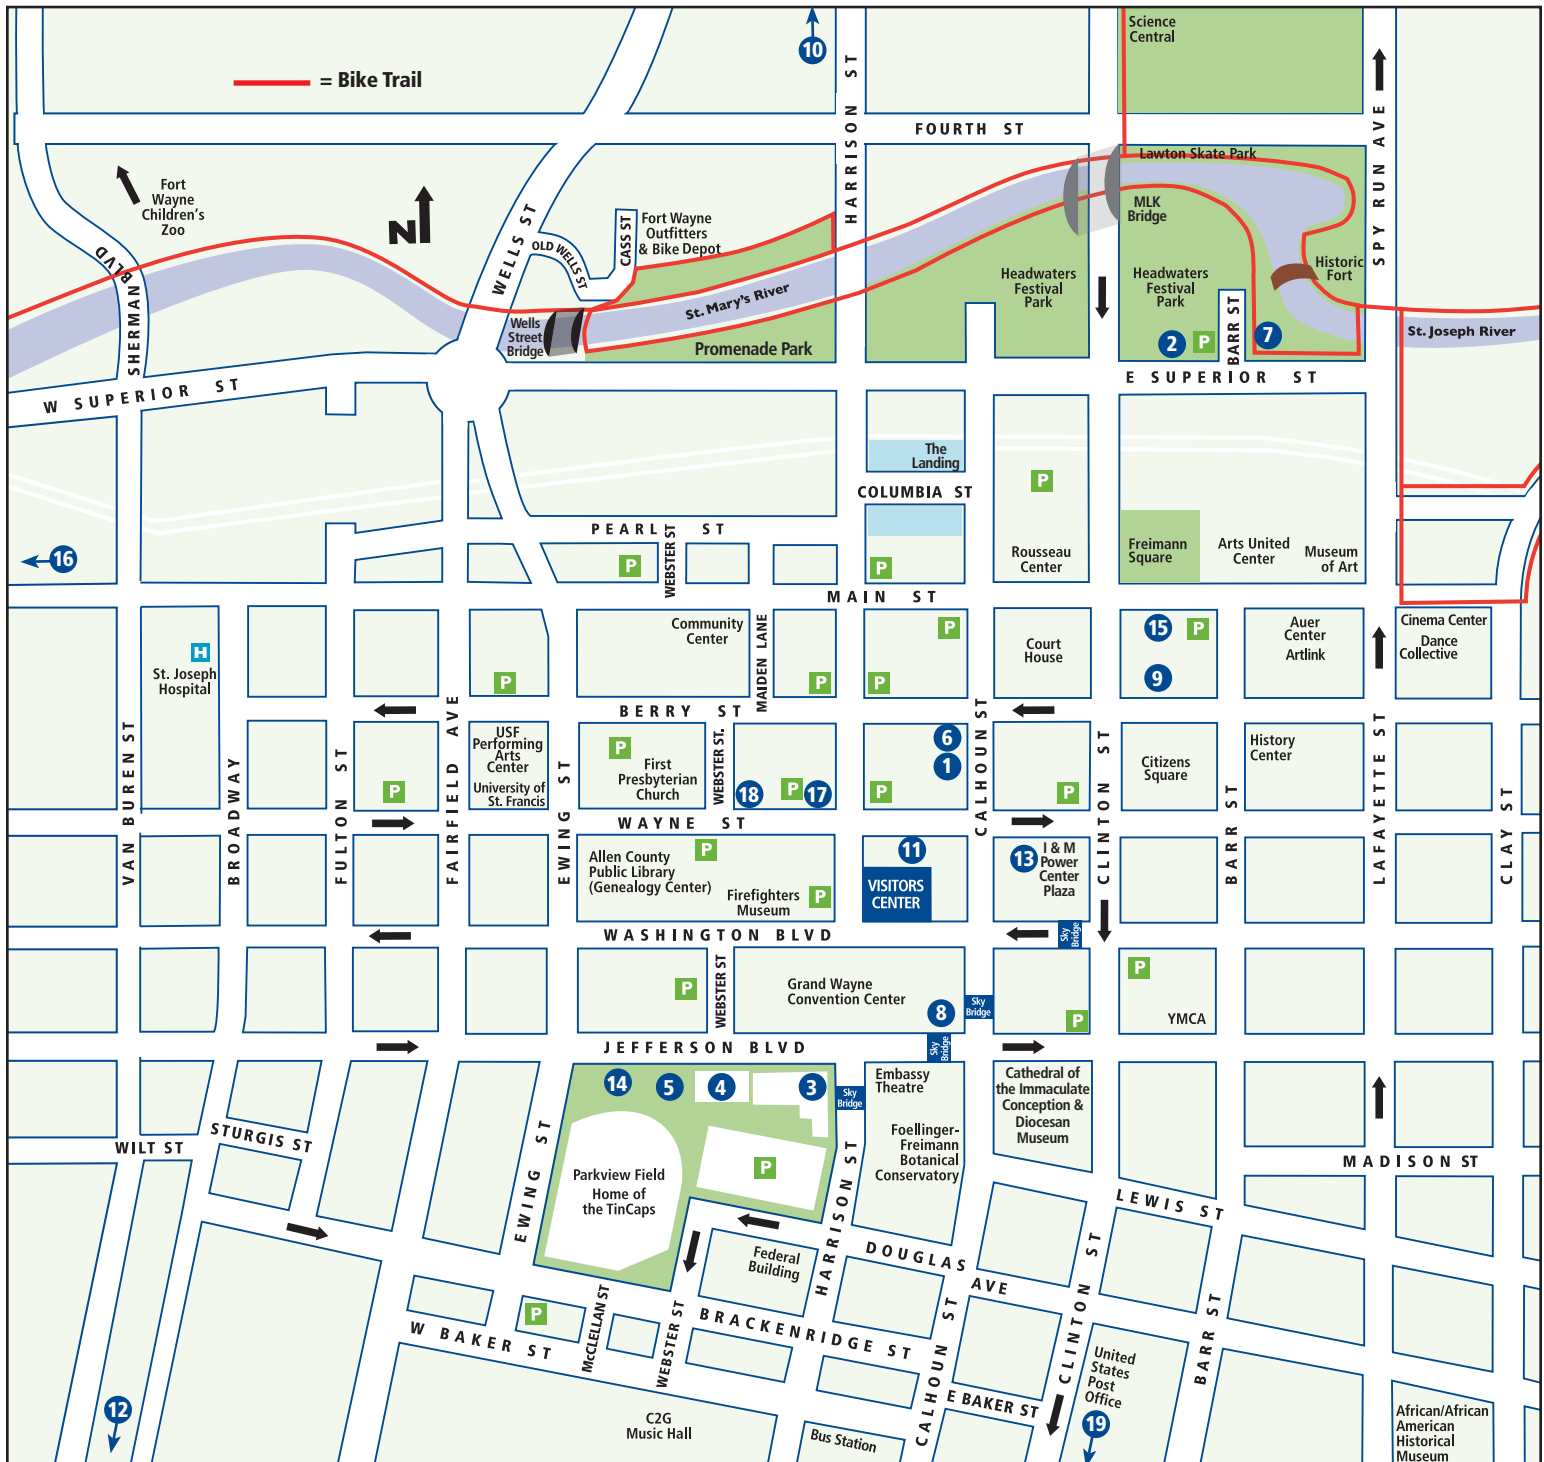 Science
Central
10
= Bike Trail
HARRISON ST
FOURTH ST
SPY RUN AVE
Lawton Skate Park
Fort
Wayne
Children's
Zoo
N
WELLS ST
OLD WELLS ST
CASS ST
Fort Wayne
Outfitters
& Bike Depot
MLK
Bridge
SHERMAN BLVD
Headwaters
Festival
Park
Headwaters
Festival
Park
Historic
Fort
St. Mary's River
Wells
Street
Bridge
Promenade Park
2
P
BARR ST
7
St. Joseph River
W SUPERIOR ST
E SUPERIOR ST
The
Landing
P
COLUMBIA ST
PEARL ST
WEBSTER ST
P
P
Rousseau
Center
Freimann
Square
Arts United
Center
Museum
of Art
16
MAIN ST
H
St. Joseph
Hospital
P
Community
Center
MAIDEN LANE
P
P
P
Court
House
15
P
9
Auer
Center
Artlink
Cinema Center
Dance
Collective
BERRY ST
VAN BUREN ST
BROADWAY
FULTON ST
P
FAIRFIELD AVE
USF
Performing
Arts
Center
University of
St. Francis
EWING ST
P
First
Presbyterian
Church
WEBSTER ST.
18
P
17
P
6
1
CALHOUN ST
P
CLINTON ST
Citizens
Square
BARR ST
History
Center
LAFAYETTE ST
CLAY ST
WAYNE ST
Allen County
Public Library
(Genealogy Center)
P
Firefighters
Museum
P
11
VISITORS
CENTER
13
I & M
Power
Center
Plaza
WASHINGTON BLVD
Sky
Bridge
P
WEBSTER ST
Grand Wayne
Convention Center
8
Sky
Bridge
P
P
YMCA
JEFFERSON BLVD
Sky
Bridge
14
5
4
3
Sky
Bridge
Embassy
Theatre
Foellinger-
Freimann
Botanical
Conservatory
Cathedral of
the Immaculate
Conception &
Diocesan
Museum
WILT ST
STURGIS ST
EWING ST
Parkview Field
Home of
the TinCaps
P
HARRISON ST
MADISON ST
LEWIS ST
Federal
Building
DOUGLAS AVE
CLINTON ST
BARR ST
P
W BAKER ST
McCLELLAN ST
WEBSTER ST
BRACKENRIDGE ST
CALHOUN ST
E BAKER ST
United
States
Post
Office
19
12
C2G
Music Hall
Bus Station
African/African
American
Historical
Museum